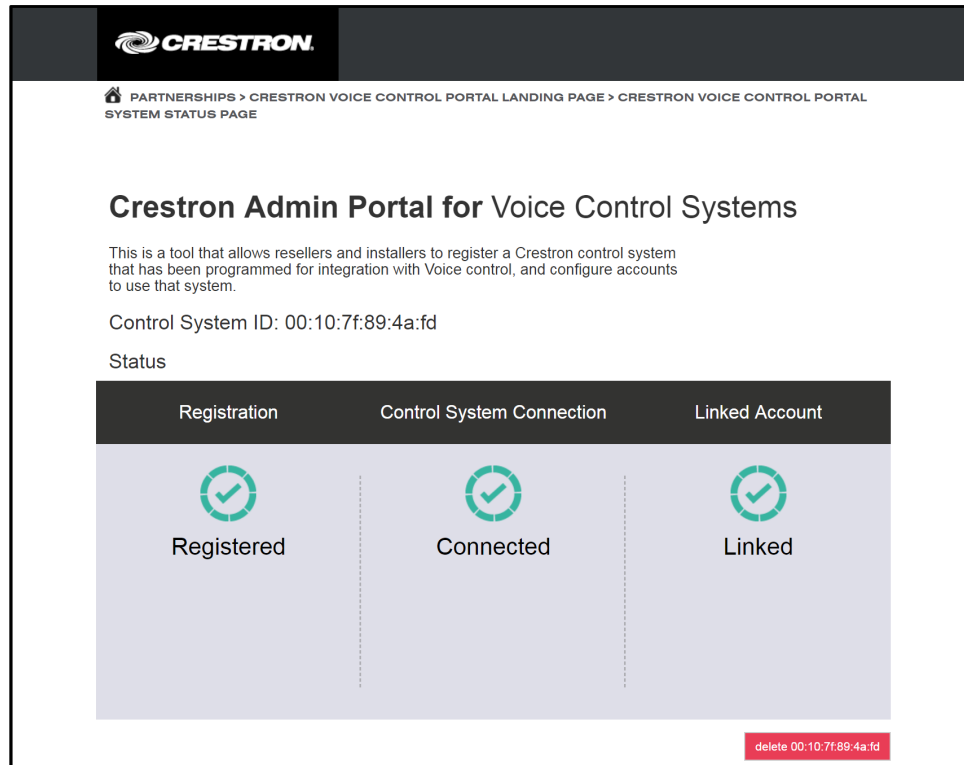 CRESTRON.
PARTNERSHIPS > CRESTRON VOICE CONTROL PORTAL LANDING PAGE > CRESTRON VOICE CONTROL PORTAL
SYSTEM STATUS PAGE
Crestron Admin Portal for Voice Control Systems
This is a tool that allows resellers and installers to register a Crestron control system
that has been programmed for integration with Voice control, and configure accounts
to use that system.
Control System ID: 00:10:7f:89:4a:fd
Status
Registration Control System Connection Linked Account
Registered Connected Linked
delete 00:10:7f:89:4a:fd